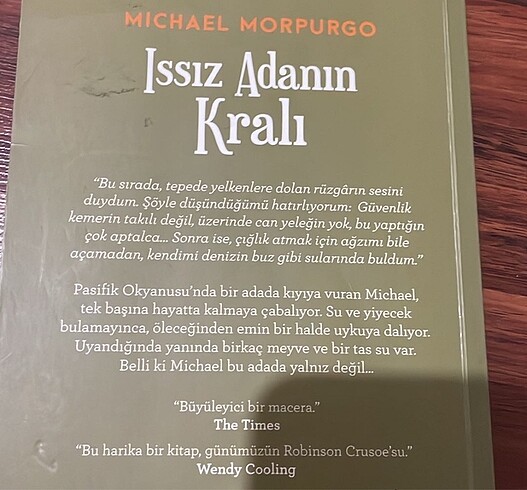 MICHAEL MORPURGO
Issız Adanın
Kralı
“Bu sırada, tepede yelkenlere dolan rüzgârın sesini
duydum. Şöyle düşündüğümü hatırlıyorum: Güvenlik
kemerin takılı değil, üzerinde can yeleğin yok, bu yaptığın
çok aptalca... Sonra ise, çığlık atmak için ağzımı bile
açamadan, kendimi denizin buz gibi sularında buldum.”
Pasifik Okyanusu’nda bir adada kıyıya vuran Michael,
tek başına hayatta kalmaya çabalıyor. Su ve yiyecek
bulamayınca, öleceğinden emin bir halde uykuya dalıyor.
Uyandığında yanında birkaç meyve ve bir tas su var.
Belli ki Michael bu adada yalnız değil...
“Büyüleyici bir macera.”
The Times
“Bu harika bir kitap, günümüzün Robinson Crusoe’su.”
Wendy Cooling